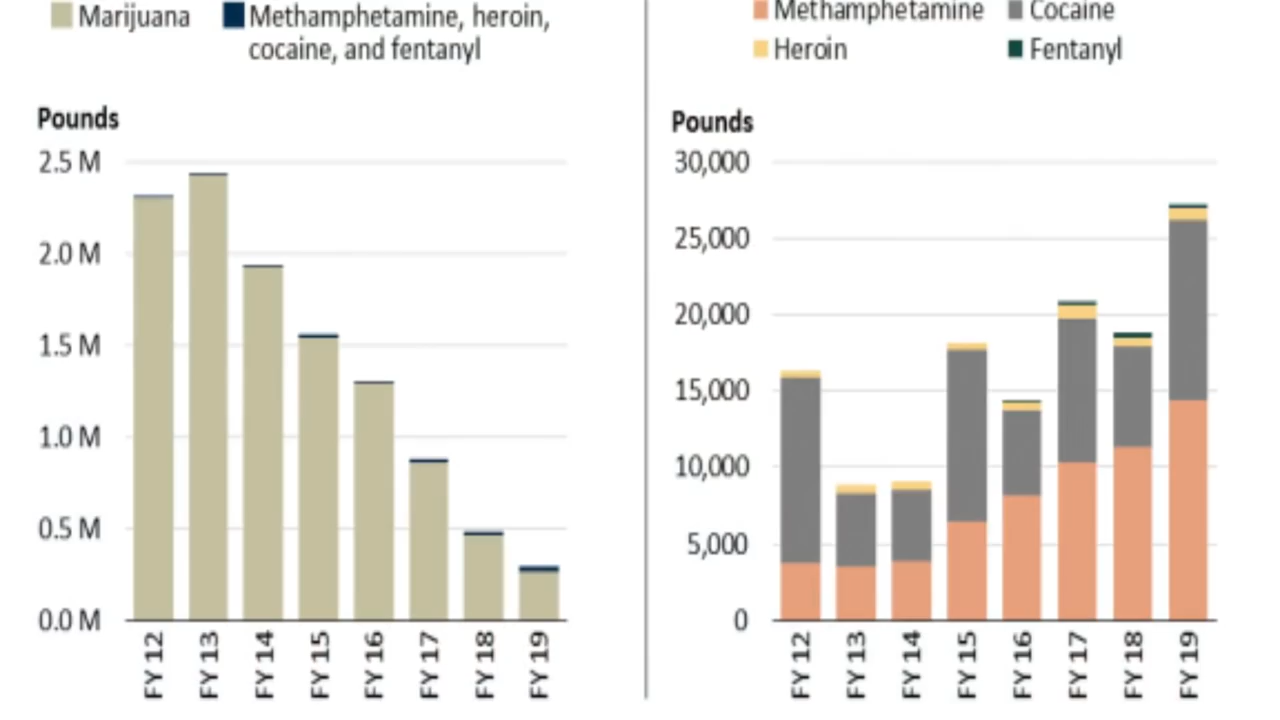 Marijuana
Methamphetamine, heroin,
cocaine, and fentanyl
Pounds
2.5 M
2.0 M
1.5 M
1.0 M
0.5 M
0.0 M
FY 12
FY 13
FY 14
FY 15
FY 16
FY 17
FY 18
FY 19
Methamphetamine
Cocaine
Heroin
Fentanyl
Pounds
30,000
25,000
20,000
15,000
10,000
5,000
0
FY 12
FY 13
FY 14
FY 15
FY 16
FY 17
FY 18
FY 19